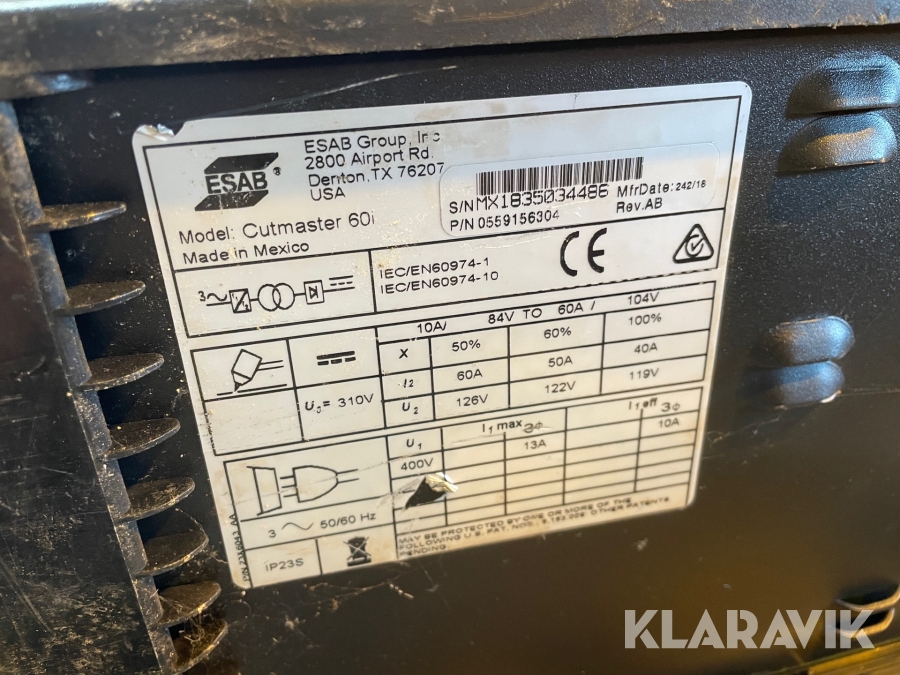 ESAB Group, Inc
2800 Airport Rd.
Denton, TX 76207
USA
ESAB®
Model: Cutmaster 60i
Made in Mexico
S/N MX1835034486 MfrDate: 242/18
P/N 0559156304 Rev. AB
IEC/EN60974-1
IEC/EN60974-10
CE
3~
10A/ 84V TO 60A / 104V
X 50% 60% 100%
I2 60A 50A 40A
U0= 310V
U2 126V 122V 119V
U1 I1 max 3ϕ I1 eff 3ϕ
400V 13A 10A
3 ~ 50/60 Hz
IP23S
MAY BE PROTECTED BY ONE OR MORE OF THE
FOLLOWING U.S. PAT. NOS.: OTHER PATENTS
PENDING.
KLARAVIK